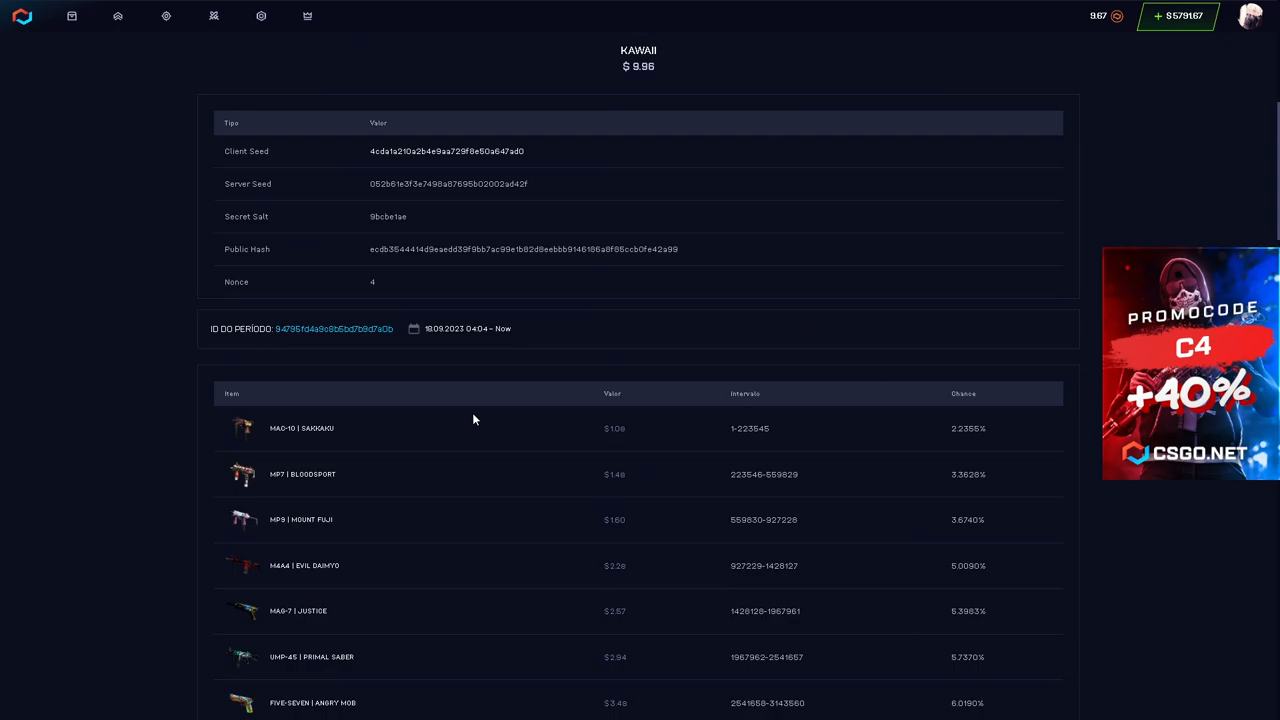 9.67
+ $ 5791.67
KAWAII
$ 9.96
Tipo Valor
Client Seed 4cda1a210a2b4e9aa729f8e50a647ad0
Server Seed 052b61e3f3e7498a87695b02002ad42f
Secret Salt 9bcbe1ae
Public Hash ecdb3544414d9eaedd39f9bb7ac99e1b82d8eebbb9146186a8f85ccb0fe42a99
Nonce 4
ID DO PERÍODO: 94795fd4a9c8b5bd7b9d7a0b 18.09.2023 04:04 – Now
Item Valor Intervalo Chance
MAC-10 | SAKKAKU $ 1.08 1-223545 2.2355%
MP7 | BLOODSPORT $ 1.48 223546-559829 3.3628%
MP9 | MOUNT FUJI $ 1.60 559830-927228 3.6740%
M4A4 | EVIL DAIMYO $ 2.28 927229-1428127 5.0090%
MAG-7 | JUSTICE $ 2.57 1428128-1967961 5.3983%
UMP-45 | PRIMAL SABER $ 2.94 1967962-2541657 5.7370%
FIVE-SEVEN | ANGRY MOB $ 3.48 2541658-3143560 6.0190%
PROMOCODE
C4
+40%
CSGO.NET